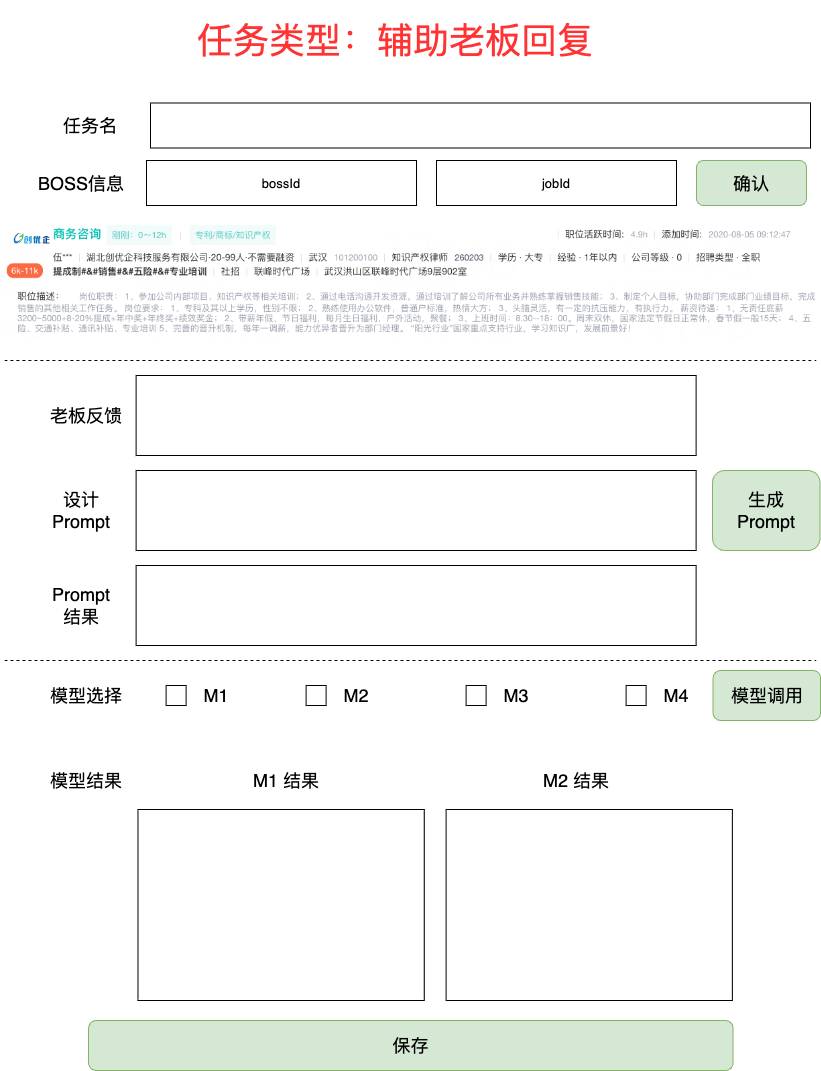 任务类型：辅助老板回复
任务名
BOSS信息 bossId jobId 确认
创优企 商务咨询 刚刚：0～12h 专利/商标/知识产权 职位活跃时间: 4.9h 添加时间: 2020-08-05 09:12:47
伍*** 湖北创优企科技服务有限公司·20-99人·不需要融资 武汉 101200100 知识产权律师 260203 学历 · 大专 经验 · 1年以内 公司等级 · 0 招聘类型 · 全职
6k-11k 提成制#&#销售#&#五险#&#专业培训 社招 联峰时代广场 武汉洪山区联峰时代广场9层902室
职位描述: 岗位职责： 1、参加公司内部项目，知识产权等相关培训； 2、通过电话沟通开发资源，通过培训了解公司所有业务并熟练掌握销售技能； 3、制定个人目标，协助部门完成部门业绩目标，完成
销售的其他相关工作任务。 岗位要求： 1、专科及其以上学历，性别不限； 2、熟练使用办公软件，普通户标准，热情大方； 3、头脑灵活，有一定的抗压能力，有执行力。 薪资待遇： 1、无责任底薪
3200~5000+8-20%提成+年中奖+年终奖+绩效奖金； 2、带薪年假、节日福利，每月生日福利，户外活动，聚餐； 3、上班时间：8.30--18：00。周末双休，国家法定节假日正常休，春节假一般15天； 4、五
险、交通补贴、通讯补贴、专业培训 5、完善的晋升机制，每年一调薪，能力优异者晋升为部门经理。 “阳光行业”国家重点支持行业，学习知识广，发展前景好！
老板反馈
设计
Prompt
生成
Prompt
Prompt
结果
模型选择 M1 M2 M3 M4 模型调用
模型结果 M1 结果 M2 结果
保存